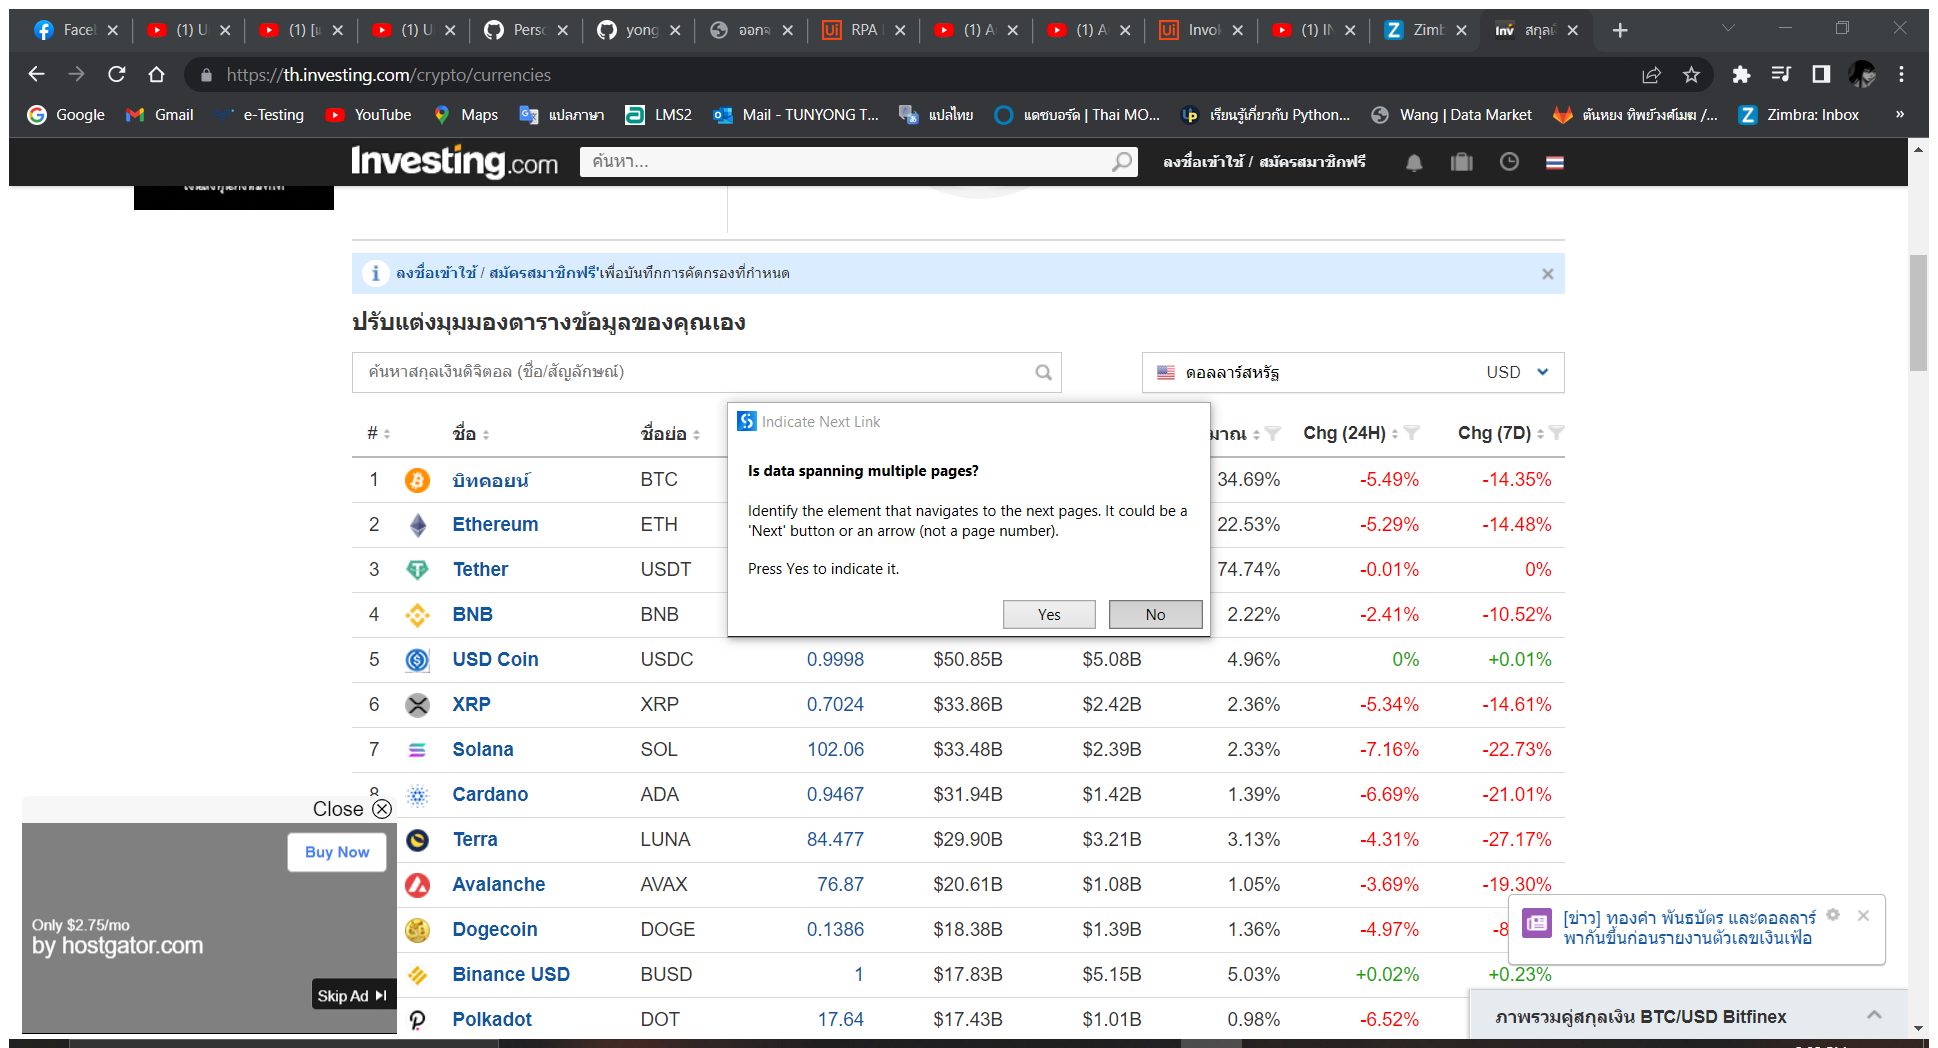 Facel (1) U (1) [แ (1) U Perso yong ออกจ RPA (1) A (1) A Invol (1) IN Zimb สกุลเ
https://th.investing.com/crypto/currencies
Google Gmail e-Testing YouTube Maps แปลภาษา LMS2 Mail - TUNYONG T... แปลไทย แดชบอร์ด | Thai MO... เรียนรู้เกี่ยวกับ Python... Wang | Data Market ต้นหยง ทิพย์วงศ์เมฆ /... Zimbra: Inbox »
Investing.com ค้นหา... ลงชื่อเข้าใช้ / สมัครสมาชิกฟรี
ลงชื่อเข้าใช้ / สมัครสมาชิกฟรี'เพื่อบันทึกการคัดกรองที่กำหนด
ปรับแต่งมุมมองตารางข้อมูลของคุณเอง
ค้นหาสกุลเงินดิจิตอล (ชื่อ/สัญลักษณ์) ดอลลาร์สหรัฐ USD
# ชื่อ ชื่อย่อ มาณ Chg (24H) Chg (7D)
Indicate Next Link
Is data spanning multiple pages?
Identify the element that navigates to the next pages. It could be a
'Next' button or an arrow (not a page number).
Press Yes to indicate it.
Yes No
1 บิทคอยน์ BTC 34.69% -5.49% -14.35%
2 Ethereum ETH 22.53% -5.29% -14.48%
3 Tether USDT 74.74% -0.01% 0%
4 BNB BNB 2.22% -2.41% -10.52%
5 USD Coin USDC 0.9998 $50.85B $5.08B 4.96% 0% +0.01%
6 XRP XRP 0.7024 $33.86B $2.42B 2.36% -5.34% -14.61%
7 Solana SOL 102.06 $33.48B $2.39B 2.33% -7.16% -22.73%
8 Cardano ADA 0.9467 $31.94B $1.42B 1.39% -6.69% -21.01%
Terra LUNA 84.477 $29.90B $3.21B 3.13% -4.31% -27.17%
Avalanche AVAX 76.87 $20.61B $1.08B 1.05% -3.69% -19.30%
Dogecoin DOGE 0.1386 $18.38B $1.39B 1.36% -4.97% -8
Binance USD BUSD 1 $17.83B $5.15B 5.03% +0.02% +0.23%
Polkadot DOT 17.64 $17.43B $1.01B 0.98% -6.52%
Close
Buy Now
Only $2.75/mo
by hostgator.com
Skip Ad
[ข่าว] ทองคำ พันธบัตร และดอลลาร์
พากันขึ้นก่อนรายงานตัวเลขเงินเฟ้อ
ภาพรวมคู่สกุลเงิน BTC/USD Bitfinex